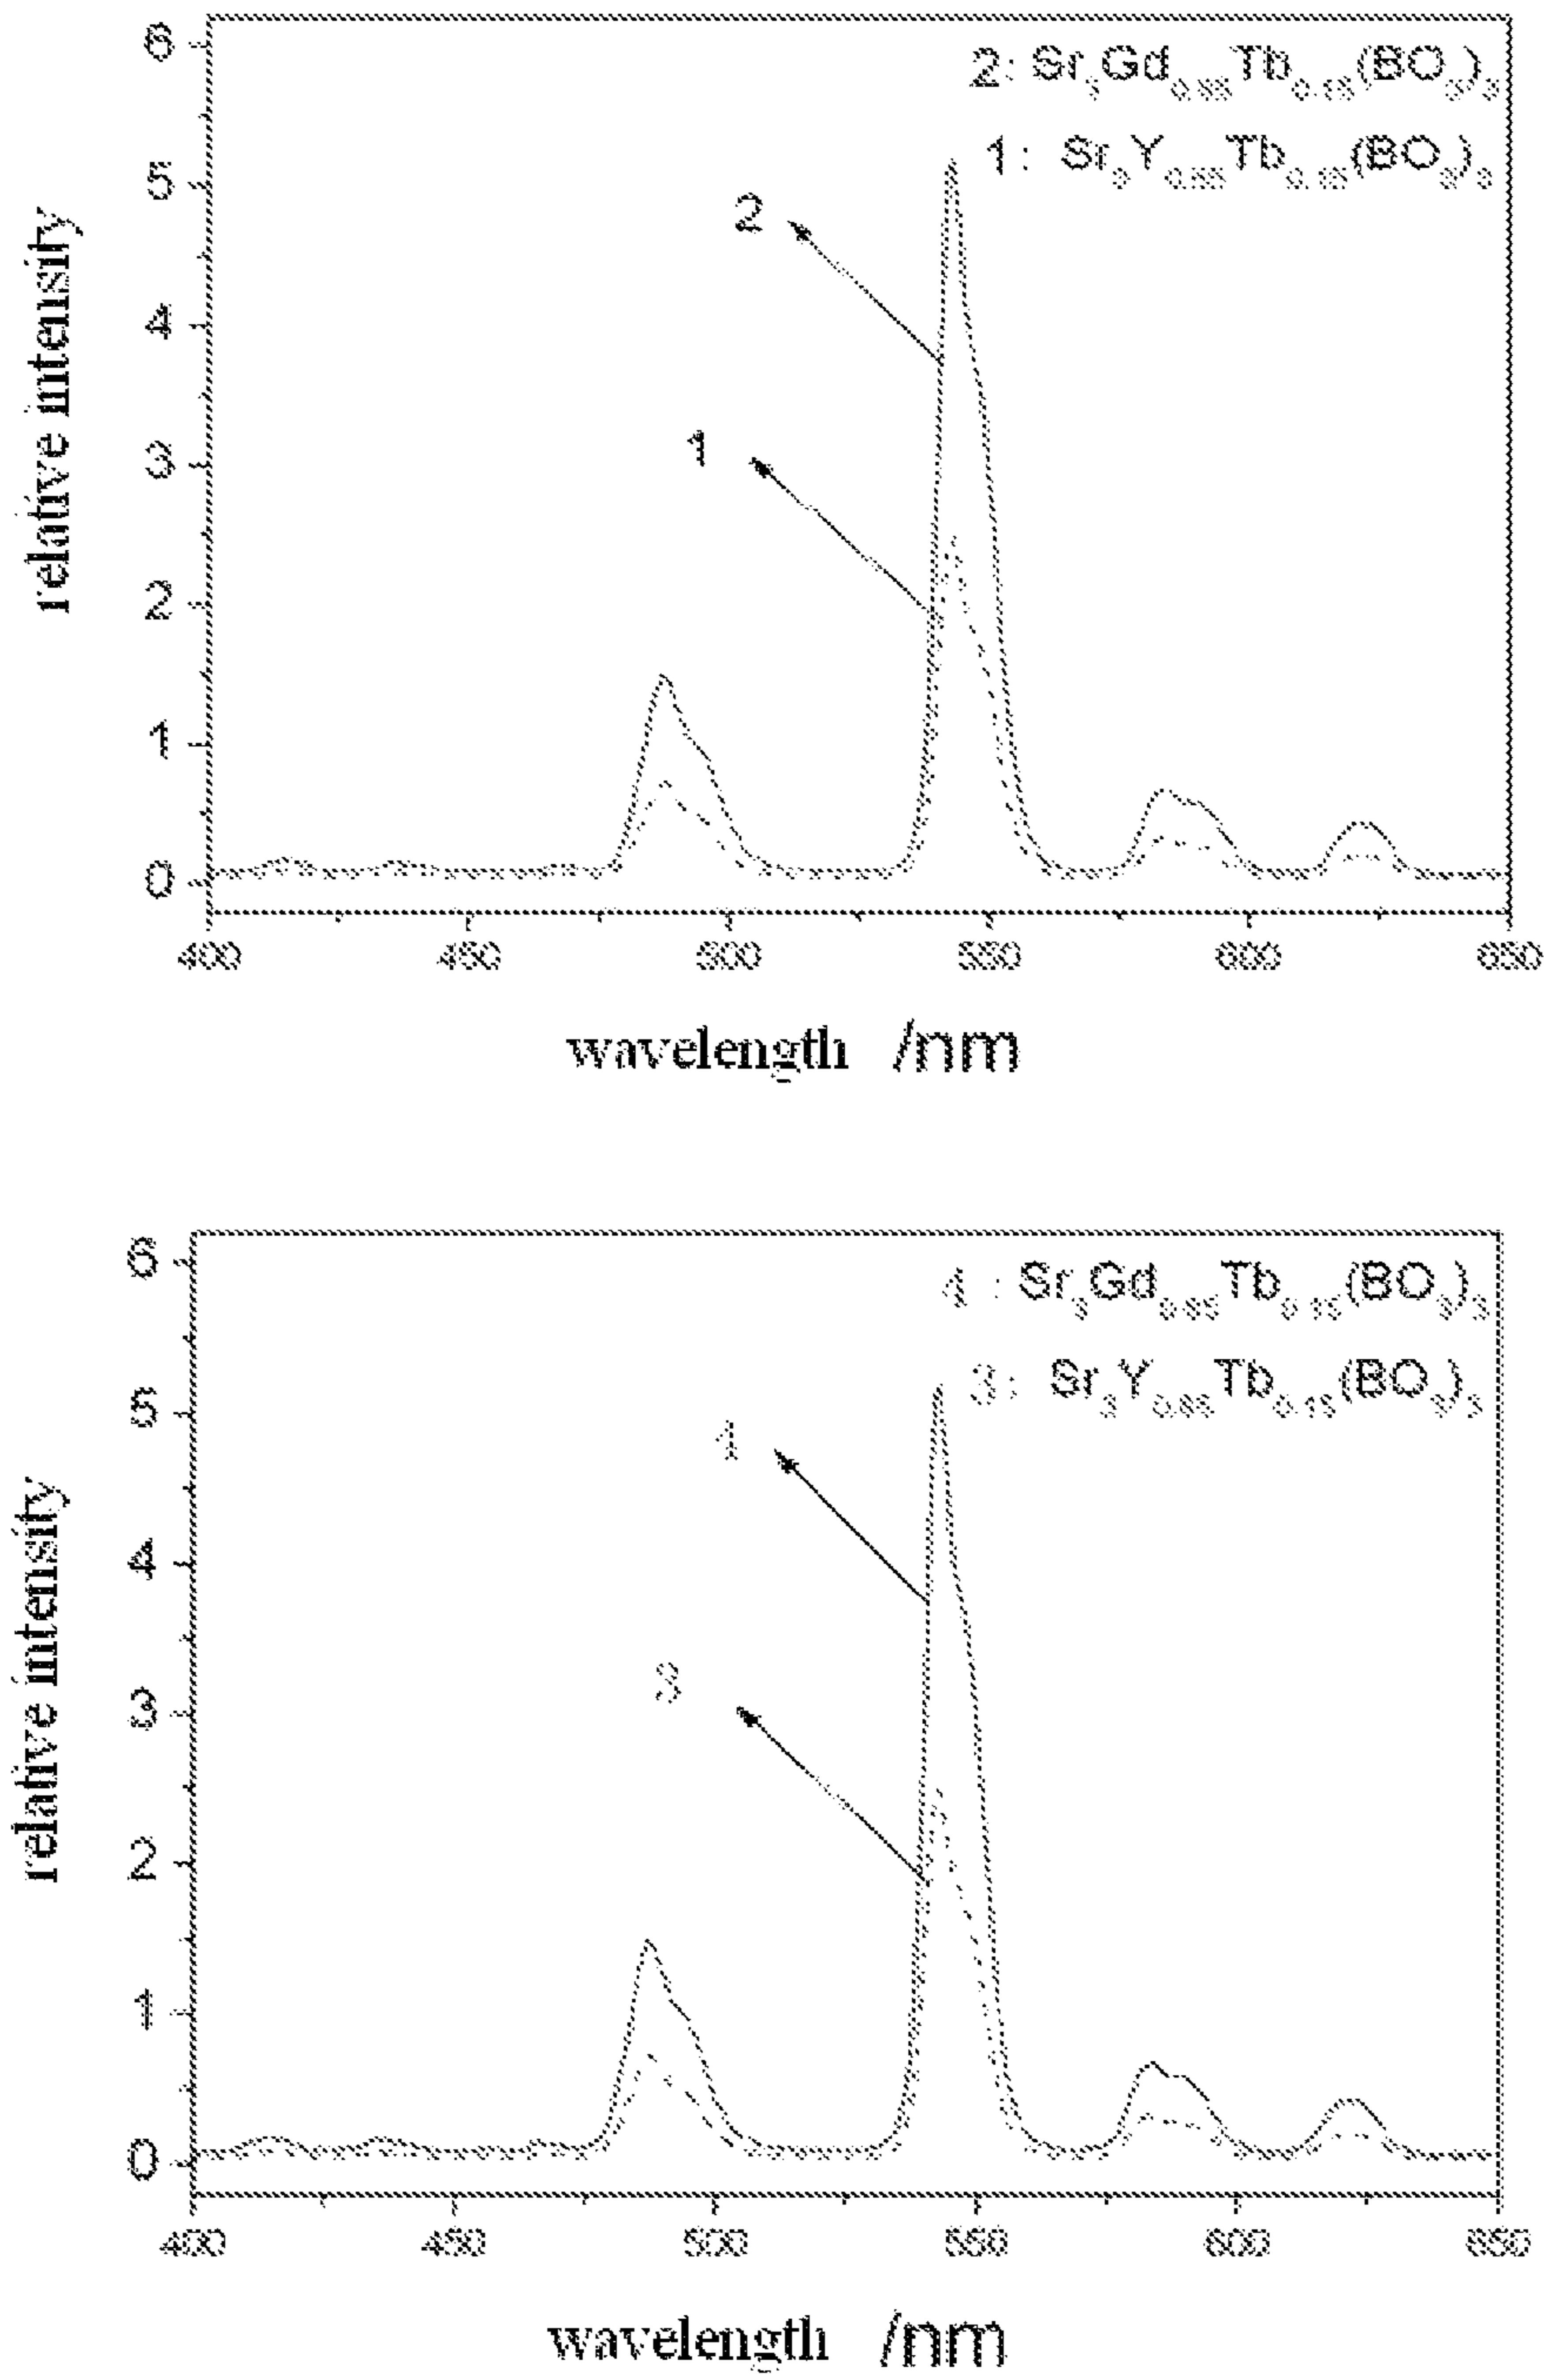 6
2: Sr₃Gd₀.₈₅Tb₀.₁₅(BO₃)₃
1: Sr₃Y₀.₈₅Tb₀.₁₅(BO₃)₃
5
2
4
1
3
2
1
0
relative intensity
400 450 500 550 600 650
wavelength /nm
6
4 : Sr₃Gd₀.₈₅Tb₀.₁₅(BO₃)₃
3: Sr₃Y₀.₈₅Tb₀.₁₅(BO₃)₃
5
4
4
3
3
2
1
0
relative intensity
400 450 500 550 600 650
wavelength /nm